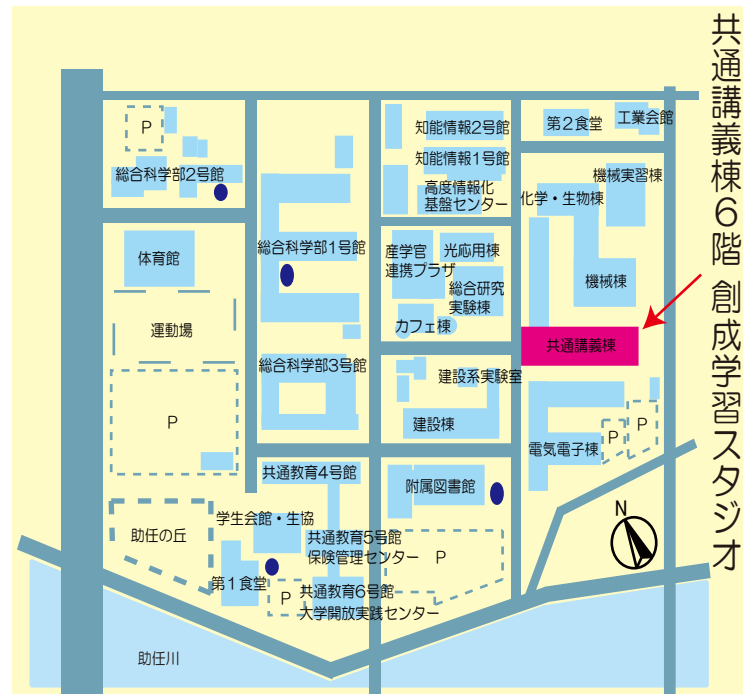 共通講義棟6階 創成学習スタジオ
P
総合科学部2号館
知能情報2号館
知能情報1号館
高度情報化
基盤センター
第2食堂
工業会館
機械実習棟
化学・生物棟
体育館
総合科学部1号館
産学官
連携プラザ
光応用棟
総合研究
実験棟
カフェ棟
機械棟
運動場
共通講義棟
総合科学部3号館
建設系実験室
P
建設棟
電気電子棟
P
P
共通教育4号館
附属図書館
助任の丘
学生会館・生協
共通教育5号館
保険管理センター
P
N
第1食堂
P
共通教育6号館
大学開放実践センター
助任川